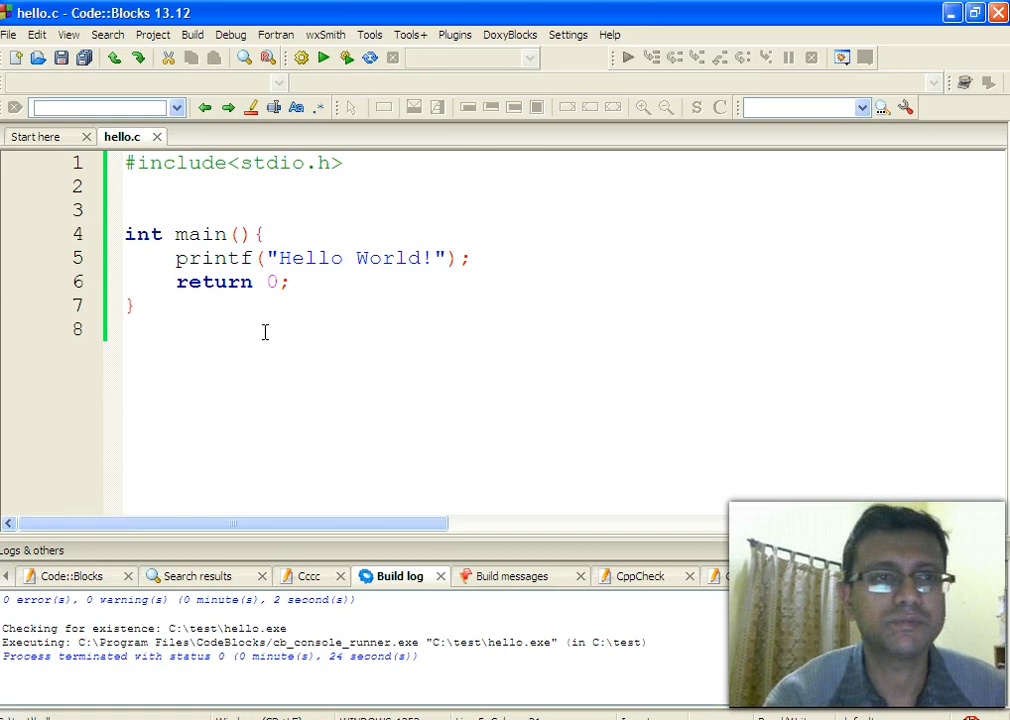 hello.c - Code::Blocks 13.12
File Edit View Search Project Build Debug Fortran wxSmith Tools Tools+ Plugins DoxyBlocks Settings Help
S C
Start here hello.c
1 #include<stdio.h>
2
3
4 int main(){
5 printf("Hello World!");
6 return 0;
7 }
8
Logs & others
Code::Blocks Search results Cccc Build log Build messages CppCheck
0 error(s), 0 warning(s) (0 minute(s), 2 second(s))
Checking for existence: C:\test\hello.exe
Executing: C:\Program Files\CodeBlocks/cb_console_runner.exe "C:\test\hello.exe" (in C:\test)
Process terminated with status 0 (0 minute(s), 24 second(s))